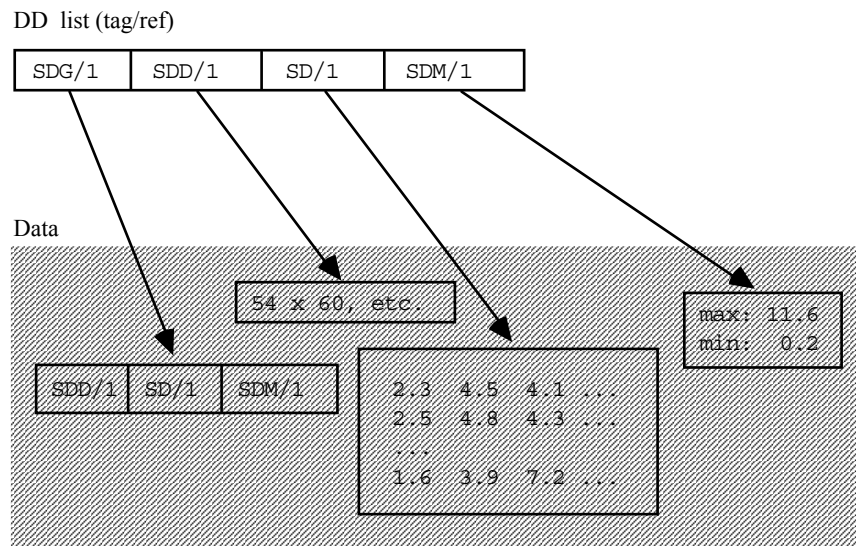 DD list (tag/ref)
SDG/1 SDD/1 SD/1 SDM/1
Data
54 x 60, etc.
max: 11.6
min: 0.2
SDD/1 SD/1 SDM/1
2.3 4.5 4.1 ...
2.5 4.8 4.3 ...
...
1.6 3.9 7.2 ...